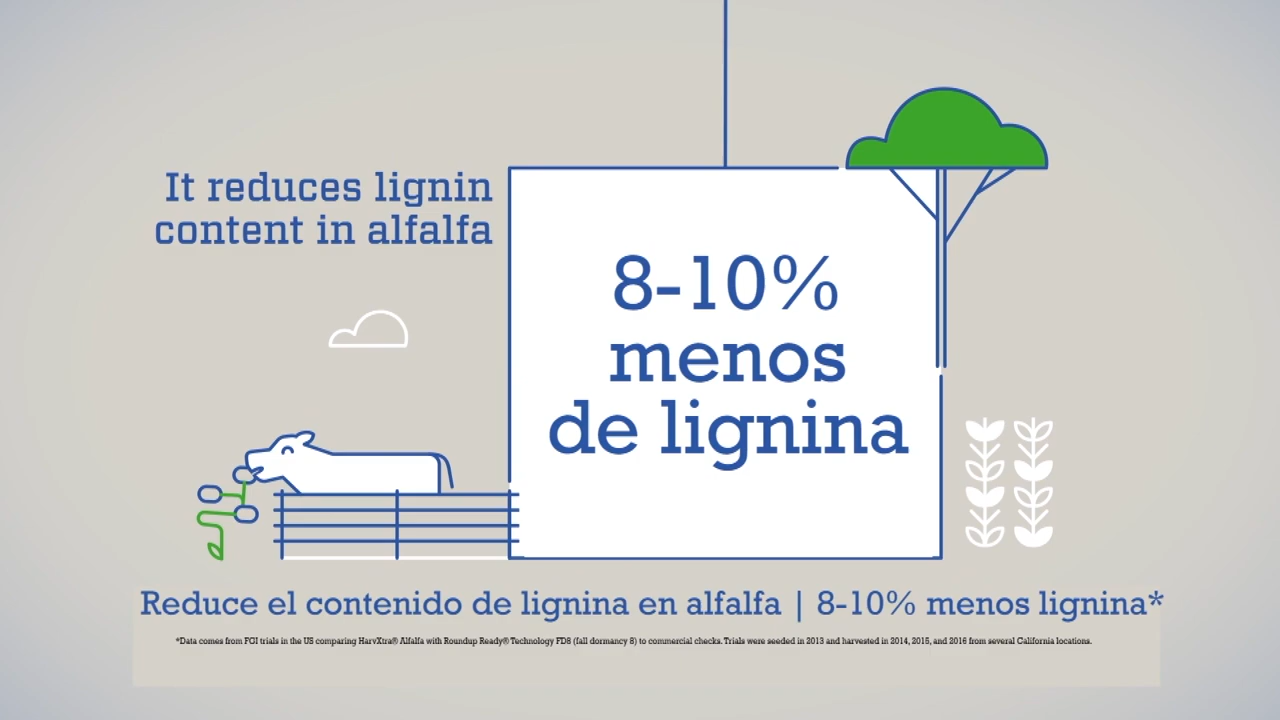 It reduces lignin
content in alfalfa
8-10%
menos
de lignina
Reduce el contenido de lignina en alfalfa | 8-10% menos lignina*
*Data comes from FGI trials in the US comparing HarvXtra® Alfalfa with Roundup Ready® Technology FD8 (fall dormancy 8) to commercial checks. Trials were seeded in 2013 and harvested in 2014, 2015, and 2016 from several California locations.